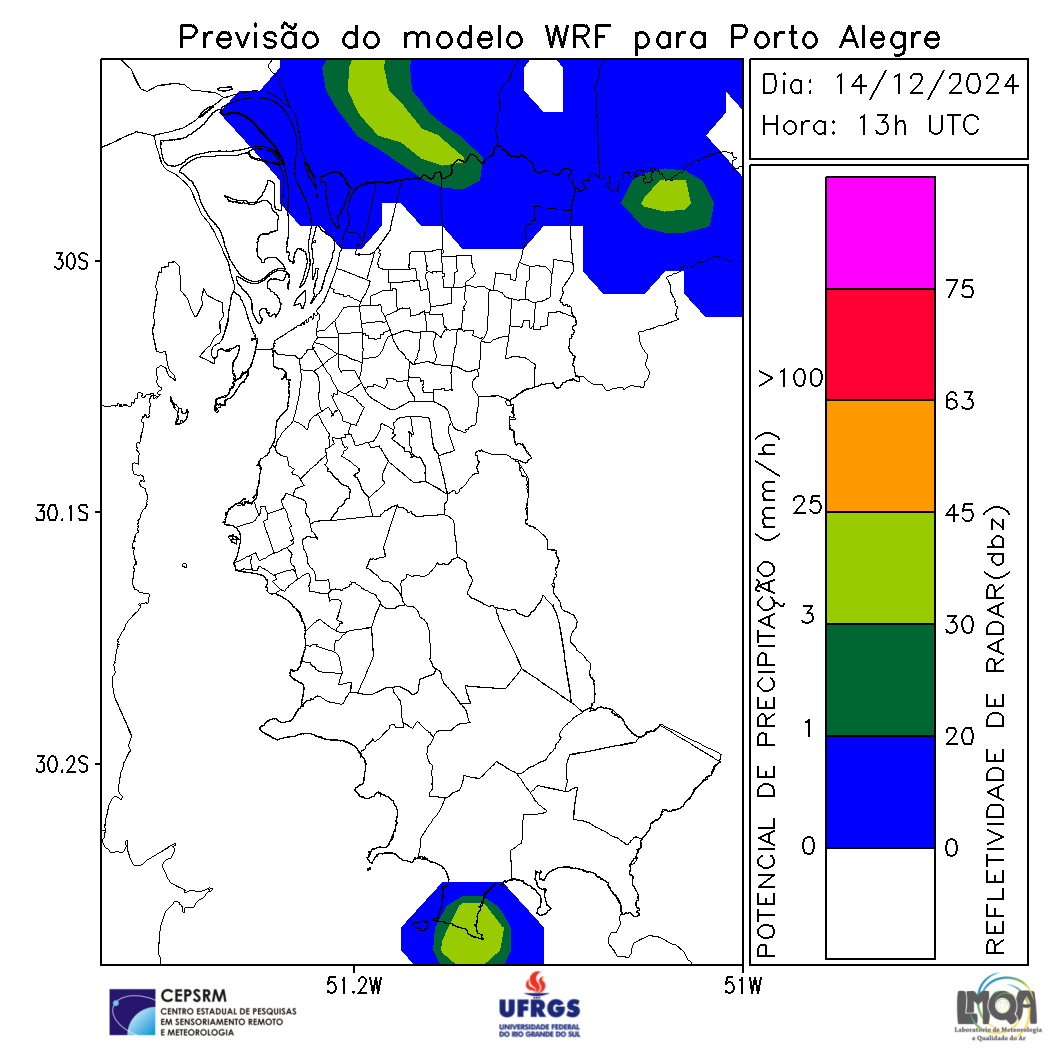 Previsão do modelo WRF para Porto Alegre
Dia: 14/12/2024
Hora: 13h UTC
30S
30.1S
30.2S
51.2W
51W
POTENCIAL DE PRECIPITAÇÃO (mm/h)
>100
25
3
1
0
75
63
45
30
20
0
REFLETIVIDADE DE RADAR(dbz)
CEPSRM
CENTRO ESTADUAL DE PESQUISAS
EM SENSORIAMENTO REMOTO
E METEOROLOGIA
UFRGS
UNIVERSIDADE FEDERAL
DO RIO GRANDE DO SUL
LMQA
Laboratório de Meteorologia
e Qualidade do Ar